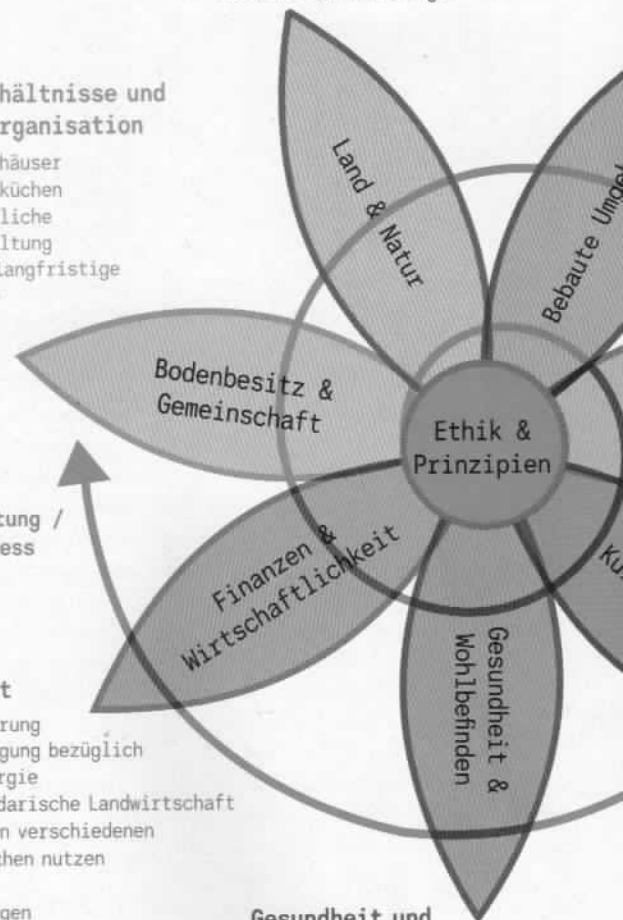 hältnisse und
rganisation
häuser
küchen
liche
ltung
langfristige
Land & Natur
Bebaute Umge
Bodenbesitz &
Gemeinschaft
Ethik &
Prinzipien
tung /
ess
Finanzen &
Wirtschaftlichkeit
Ku
Gesundheit &
Wohlbefinden
t
rung
gung bezüglich
rgie
darische Landwirtschaft
n verschiedenen
chen nutzen
gen
Gesundheit und